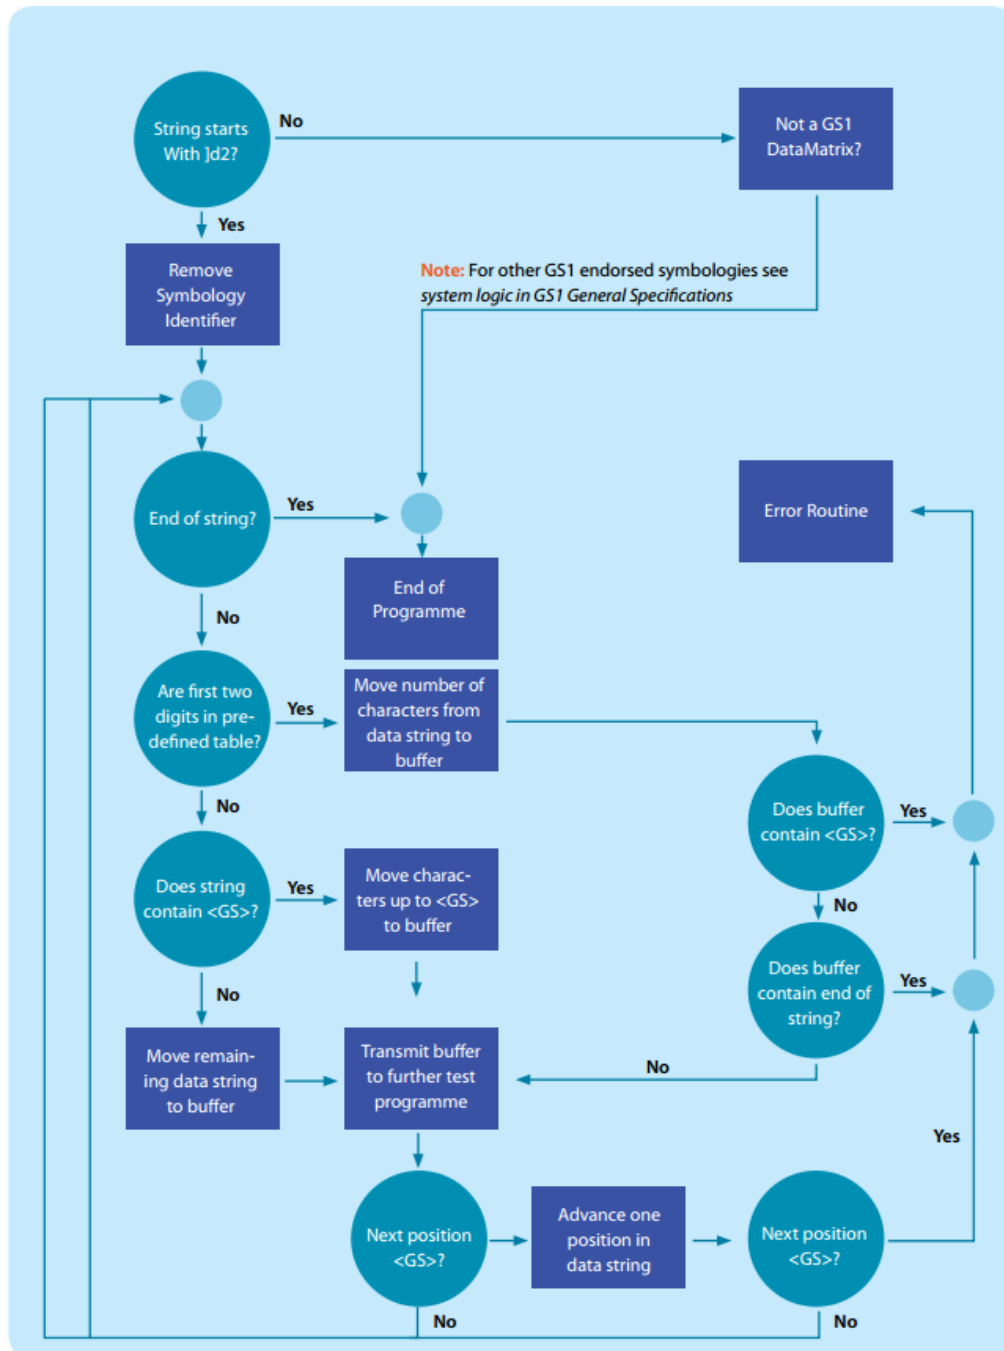 String starts
With ]d2?
No
Not a GS1
DataMatrix?
Yes
Remove
Symbology
Identifier
Note: For other GS1 endorsed symbologies see
system logic in GS1 General Specifications
End of string?
Yes
Error Routine
No
End of
Programme
Are first two
digits in pre-
defined table?
Yes
Move number of
characters from
data string to
buffer
No
Does buffer
contain <GS>?
Yes
No
Does string
contain <GS>?
Yes
Move charac-
ters up to <GS>
to buffer
No
Does buffer
contain end of
string?
Yes
No
Move remain-
ing data string
to buffer
Transmit buffer
to further test
programme
Yes
Next position
<GS>?
Advance one
position in
data string
Next position
<GS>?
No
No